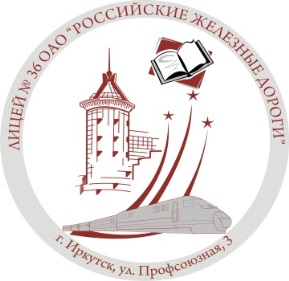 ЛИЦЕЙ № 36 ОАО "РОССИЙСКИЕ ЖЕЛЕЗНЫЕ ДОРОГИ"
г. Иркутск, ул. Профсоюзная, 3